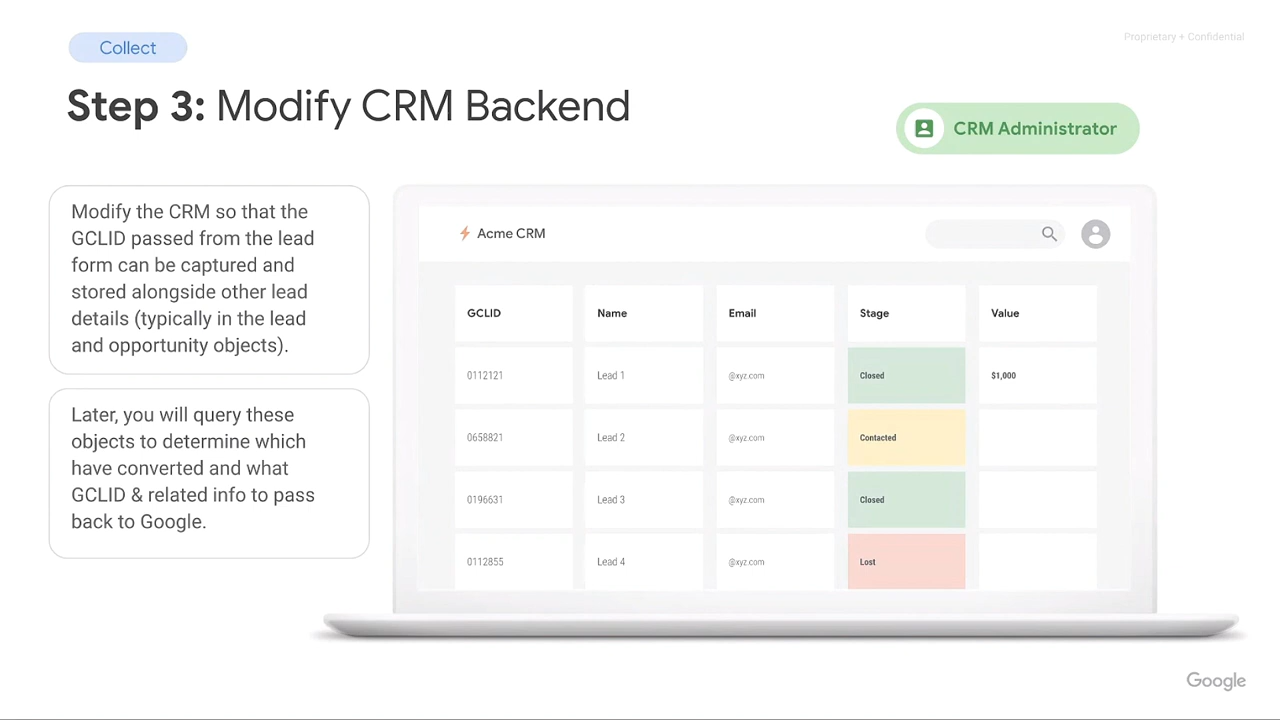 Collect
Proprietary + Confidential
Step 3: Modify CRM Backend
CRM Administrator
Modify the CRM so that the
GCLID passed from the lead
form can be captured and
stored alongside other lead
details (typically in the lead
and opportunity objects).
Later, you will query these
objects to determine which
have converted and what
GCLID & related info to pass
back to Google.
Acme CRM
GCLID Name Email Stage Value
0112121 Lead 1 @xyz.com Closed $1,000
0658821 Lead 2 @xyz.com Contacted
0196631 Lead 3 @xyz.com Closed
0112855 Lead 4 @xyz.com Lost
Google